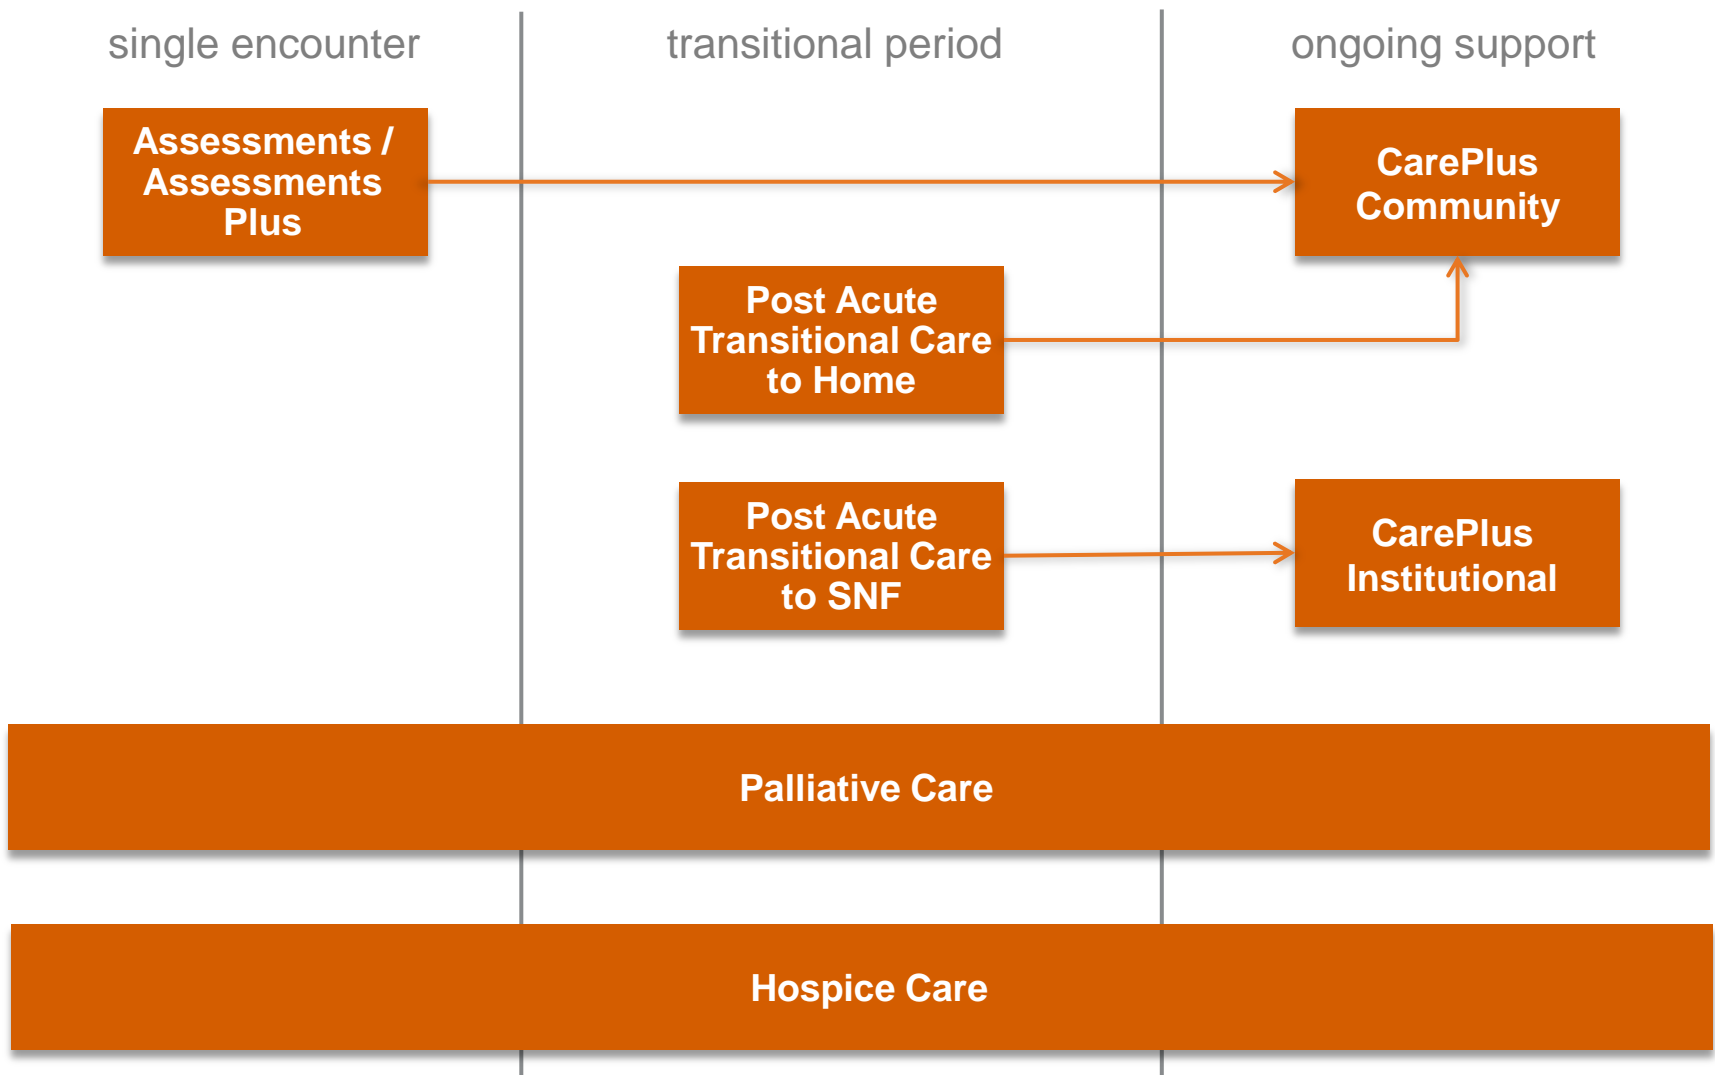 single encounter
transitional period
ongoing support
Assessments /
Assessments
Plus
CarePlus
Community
Post Acute
Transitional Care
to Home
Post Acute
Transitional Care
to SNF
CarePlus
Institutional
Palliative Care
Hospice Care